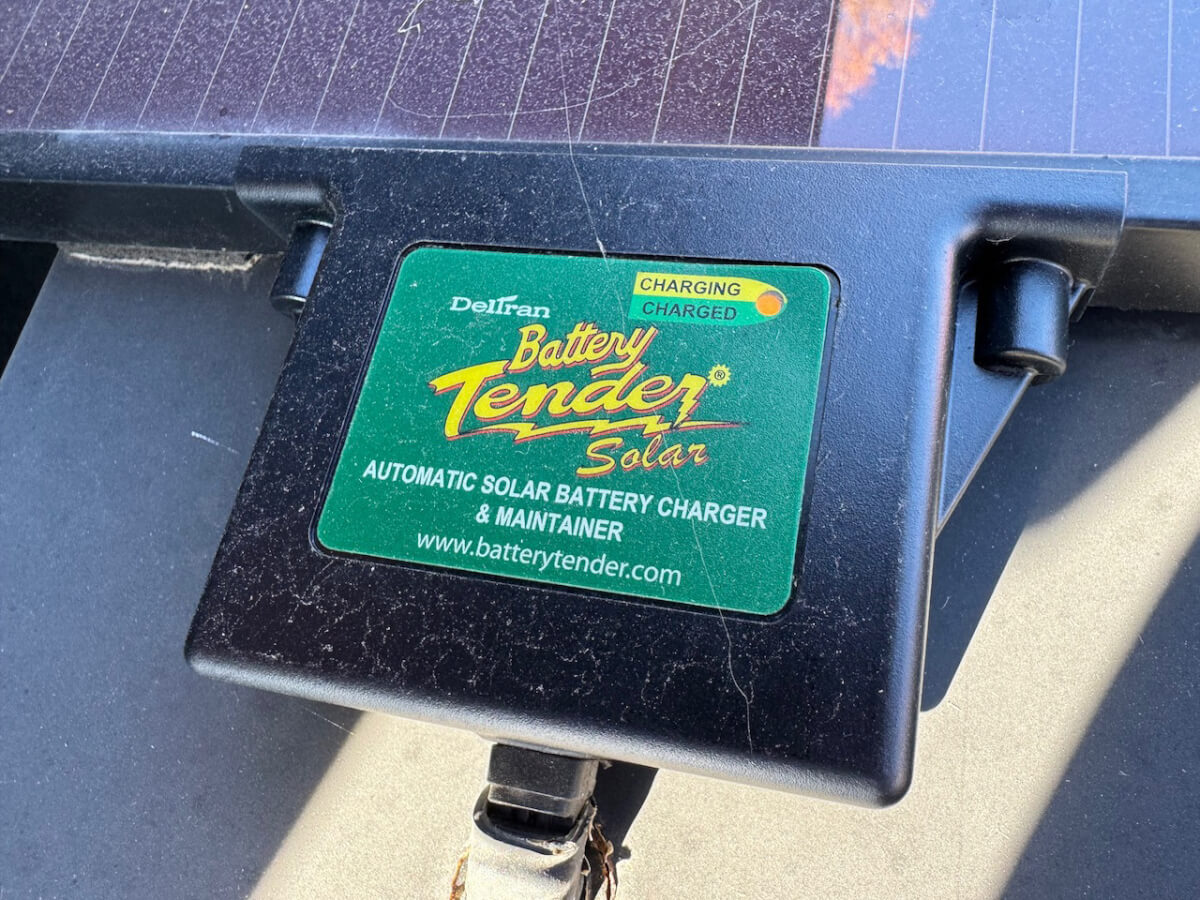 CHARGING
CHARGED
Deltran
Battery
Tender®
Solar
AUTOMATIC SOLAR BATTERY CHARGER
& MAINTAINER
www.batterytender.com